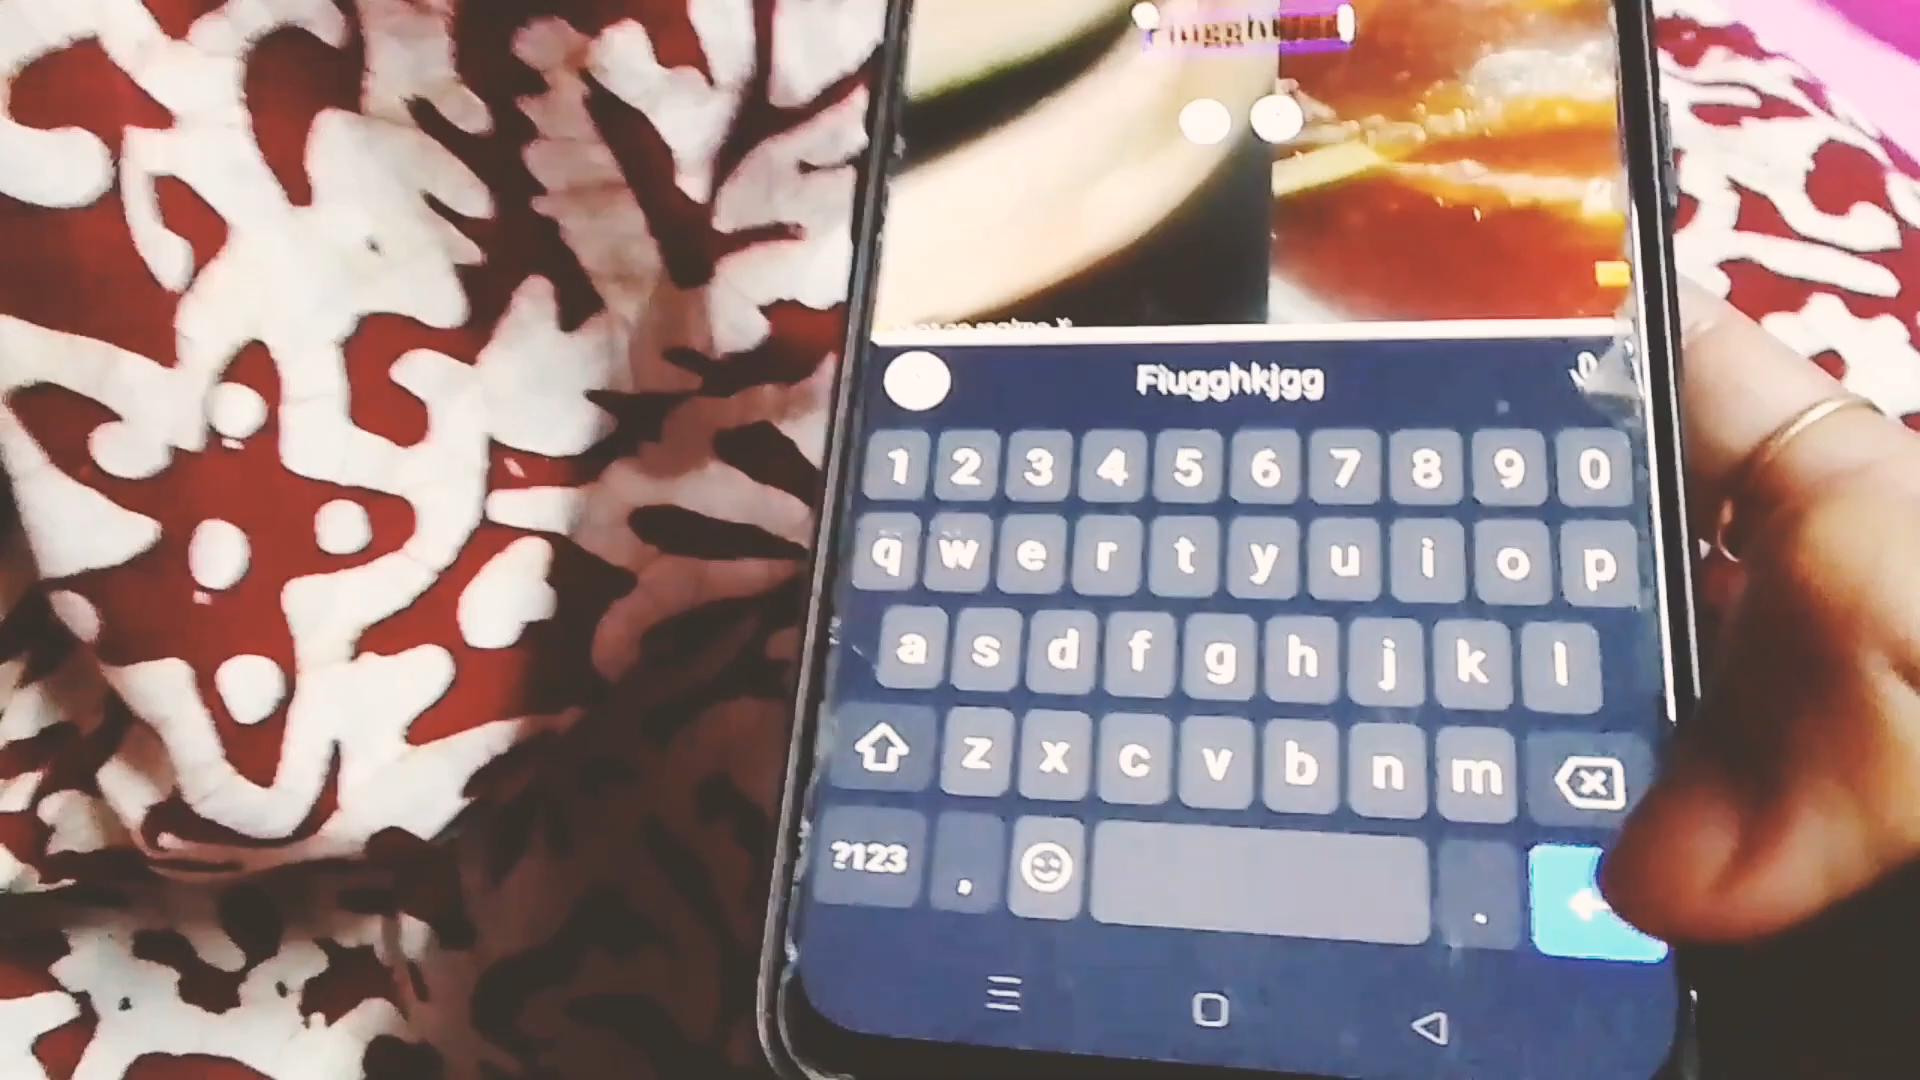 Fiugghkjgg
1 2 3 4 5 6 7 8 9 0
q w e r t y u i o p
a s d f g h j k l
z x c v b n m
?123 , .